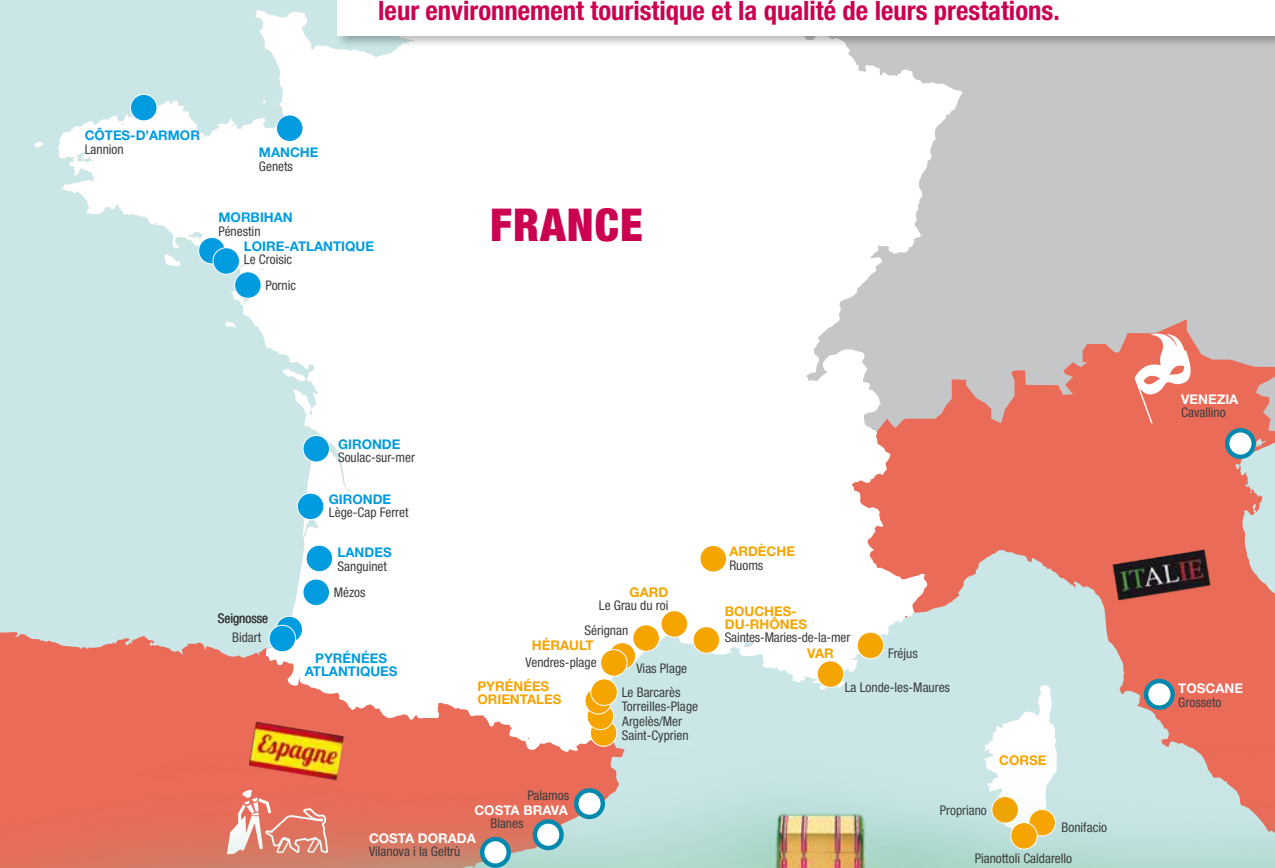 leur environnement touristique et la qualité de leurs prestations.
CÔTES-D'ARMOR
Lannion
MANCHE
Genets
FRANCE
MORBIHAN
Pénestin
LOIRE-ATLANTIQUE
Le Croisic
Pornic
VENEZIA
Cavallino
GIRONDE
Soulac-sur-mer
GIRONDE
Lège-Cap Ferret
LANDES
Sanguinet
Mézos
Seignosse
Bidart
PYRÉNÉES
ATLANTIQUES
ARDÈCHE
Ruoms
GARD
Le Grau du roi
BOUCHES-
DU-RHÔNES
Saintes-Maries-de-la-mer
Sérignan
HÉRAULT
Vendres-plage
Vias Plage
VAR
Fréjus
La Londe-les-Maures
PYRÉNÉES
ORIENTALES
Le Barcarès
Torreilles-Plage
Argelès/Mer
Saint-Cyprien
ITALIE
TOSCANE
Grosseto
Espagne
CORSE
Propriano
Bonifacio
Pianottoli Caldarello
Palamos
COSTA BRAVA
Blanes
COSTA DORADA
Vilanova i la Geltrù